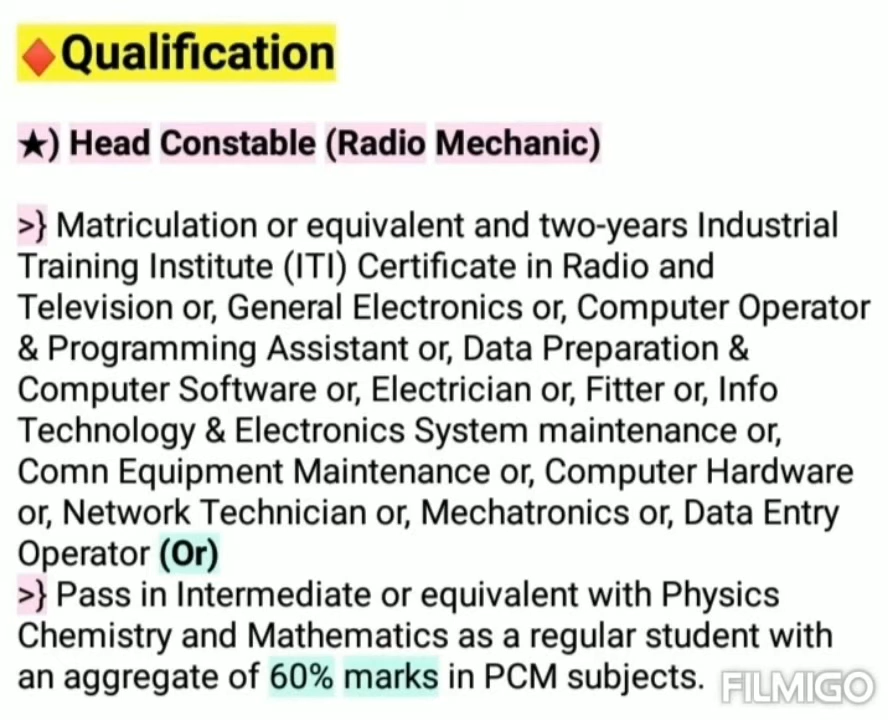 ♦Qualification
★) Head Constable (Radio Mechanic)
>} Matriculation or equivalent and two-years Industrial
Training Institute (ITI) Certificate in Radio and
Television or, General Electronics or, Computer Operator
& Programming Assistant or, Data Preparation &
Computer Software or, Electrician or, Fitter or, Info
Technology & Electronics System maintenance or,
Comn Equipment Maintenance or, Computer Hardware
or, Network Technician or, Mechatronics or, Data Entry
Operator (Or)
>} Pass in Intermediate or equivalent with Physics
Chemistry and Mathematics as a regular student with
an aggregate of 60% marks in PCM subjects.
FILMIGO